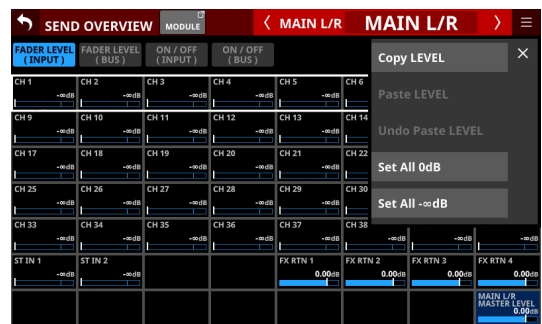 SEND OVERVIEW MODULE MAIN L/R MAIN L/R
FADER LEVEL (INPUT) FADER LEVEL (BUS) ON / OFF (INPUT) ON / OFF (BUS)
Copy LEVEL
Paste LEVEL
Undo Paste LEVEL
Set All 0dB
Set All -∞dB
CH 1 CH 2 CH 3 CH 4 CH 5 CH 6
-∞dB -∞dB -∞dB -∞dB -∞dB
CH 9 CH 10 CH 11 CH 12 CH 13 CH 14
-∞dB -∞dB -∞dB -∞dB -∞dB
CH 17 CH 18 CH 19 CH 20 CH 21 CH 22
-∞dB -∞dB -∞dB -∞dB -∞dB
CH 25 CH 26 CH 27 CH 28 CH 29 CH 30
-∞dB -∞dB -∞dB -∞dB -∞dB
CH 33 CH 34 CH 35 CH 36 CH 37 CH 38
-∞dB -∞dB -∞dB -∞dB -∞dB -∞dB -∞dB -∞dB
ST IN 1 ST IN 2 FX RTN 1 FX RTN 2 FX RTN 3 FX RTN 4
-∞dB -∞dB 0.00dB 0.00dB 0.00dB 0.00dB
MAIN L/R
MASTER LEVEL
0.00dB